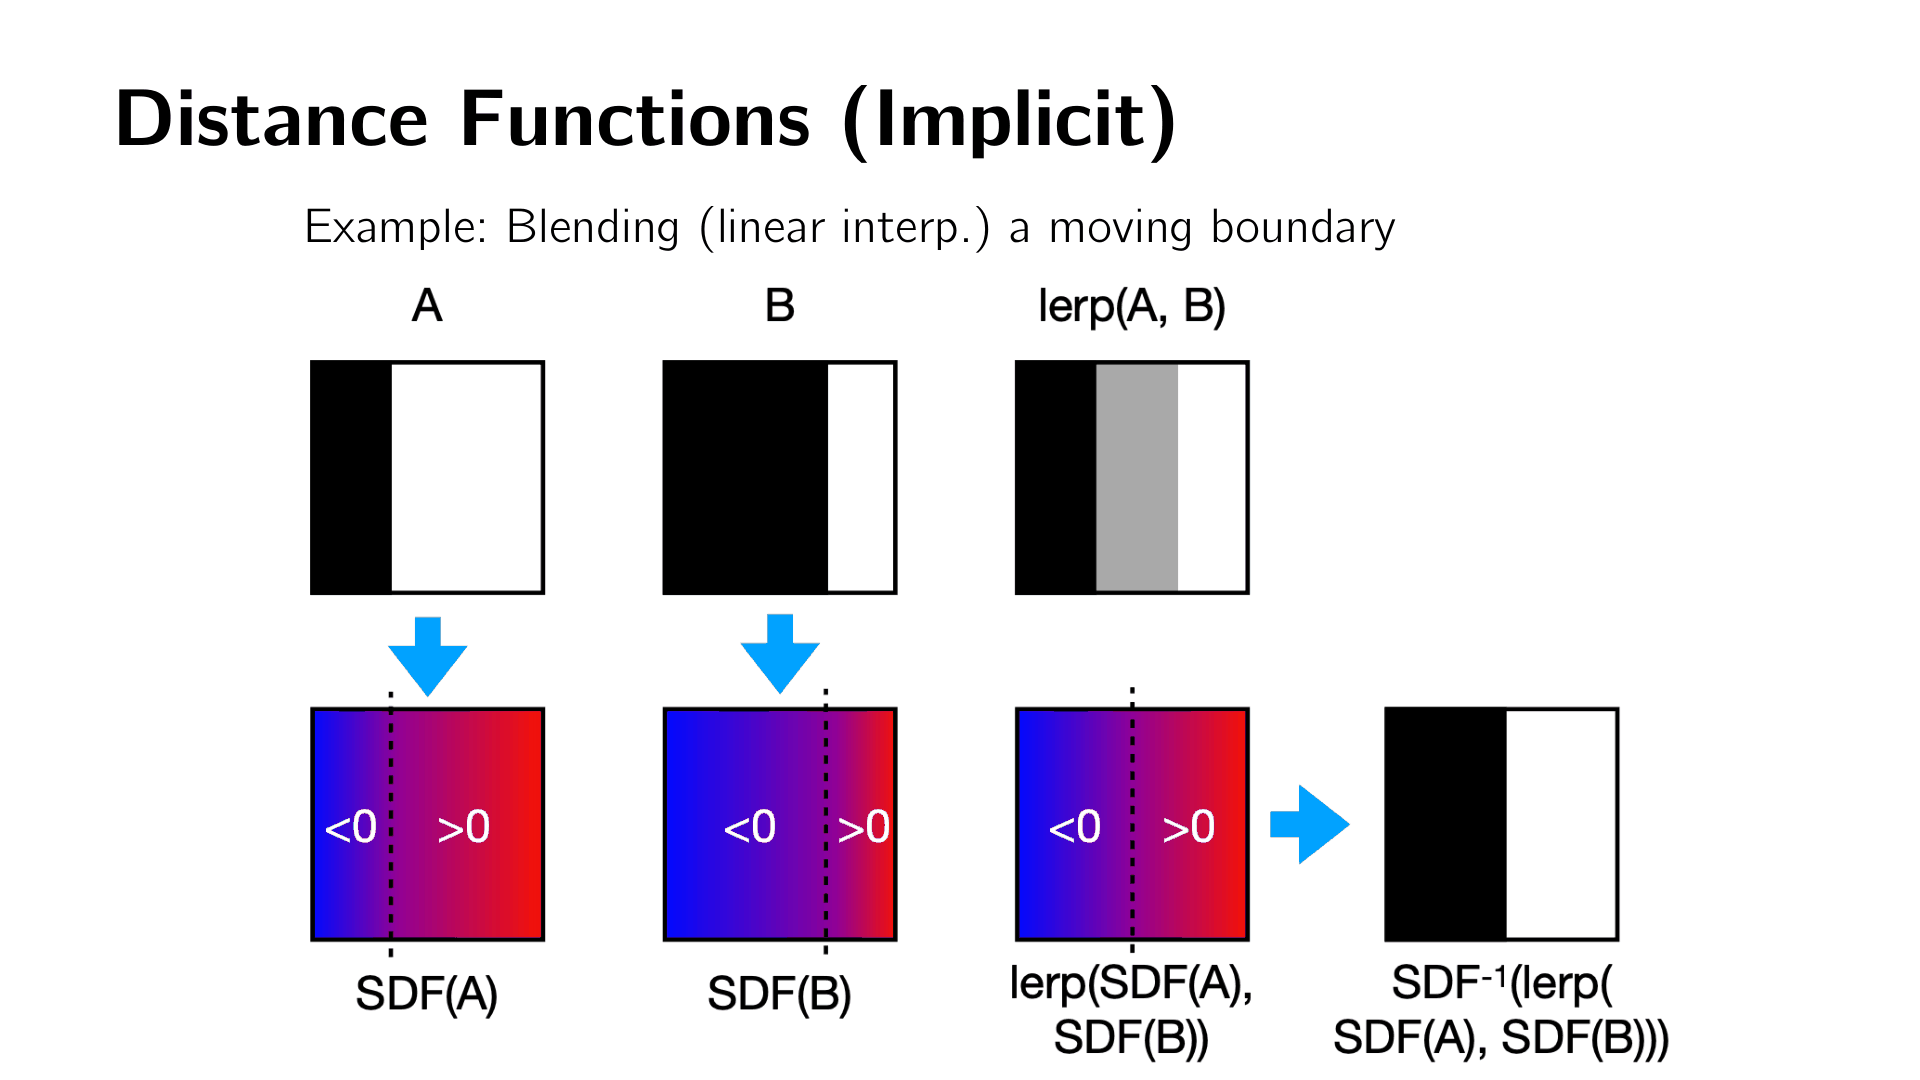 Distance Functions (Implicit)
Example: Blending (linear interp.) a moving boundary
A
B
lerp(A, B)
<0
>0
<0
>0
<0
>0
SDF(A)
SDF(B)
lerp(SDF(A),
SDF(B))
SDF⁻¹(lerp(
SDF(A), SDF(B)))